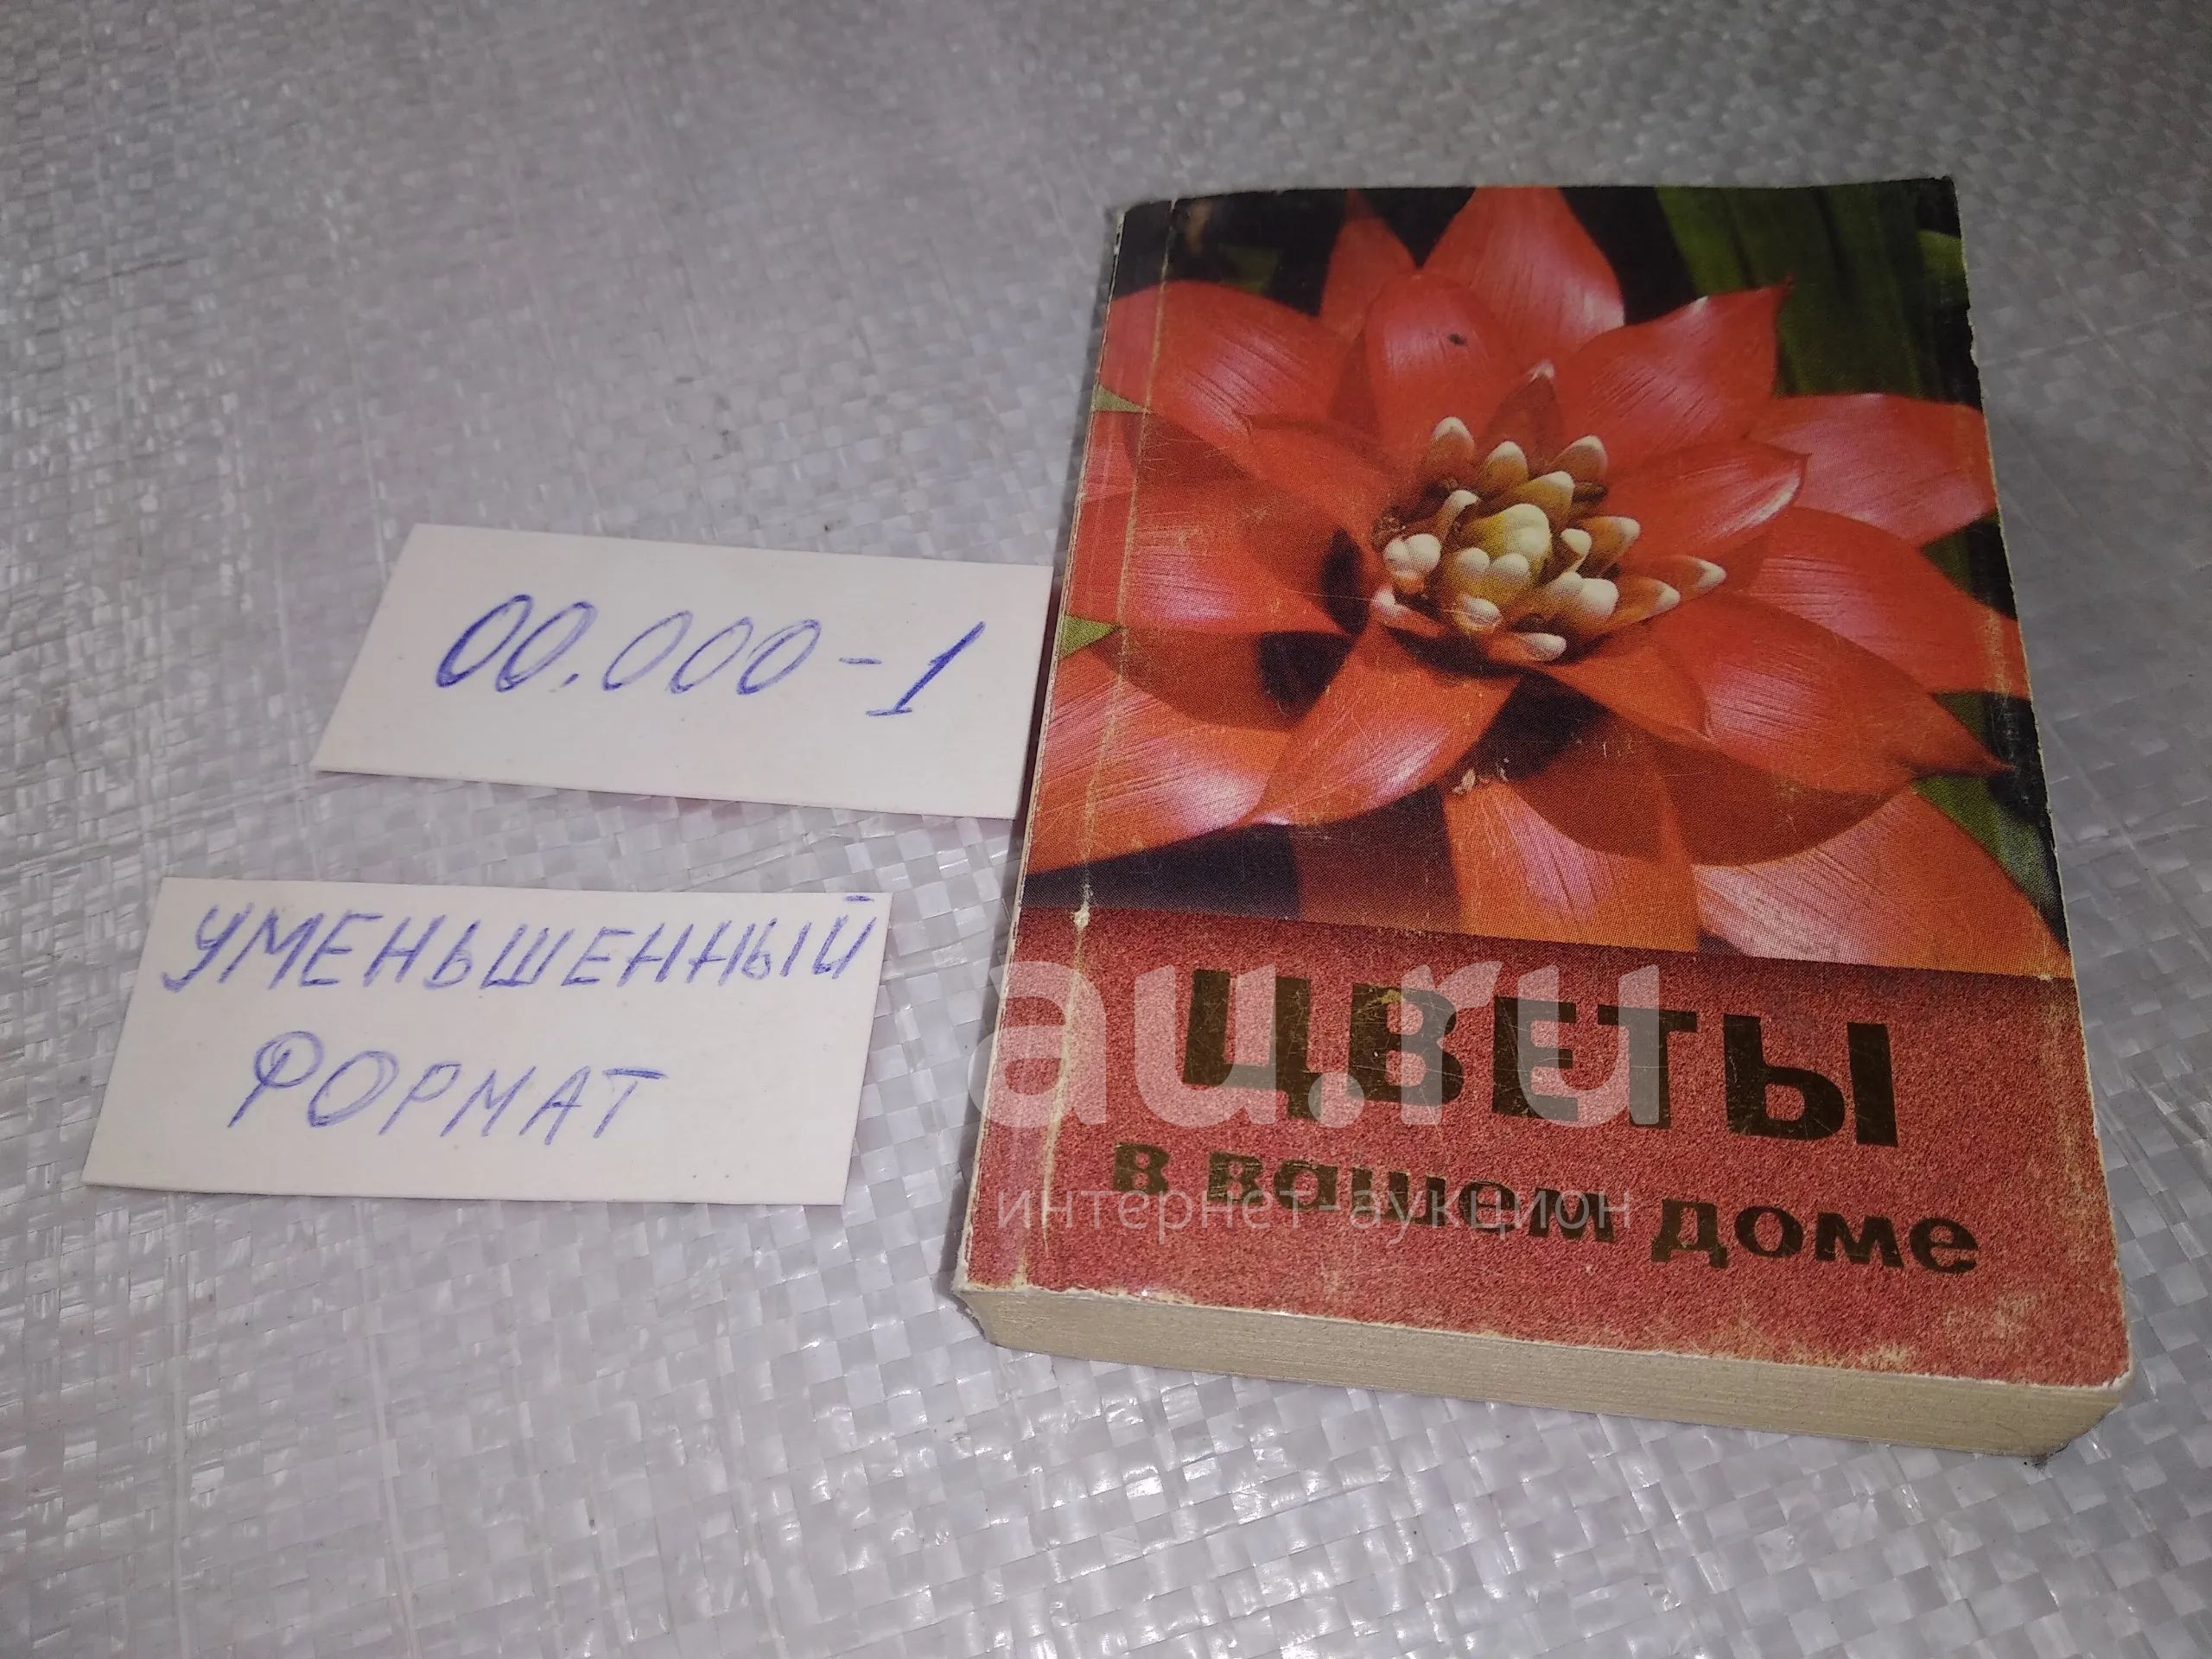 00.000-1
УМЕНЬШЕННЫЙ
ФОРМАТ
ЦВЕТЫ
в вашем доме
au.ru
интернет-аукцион